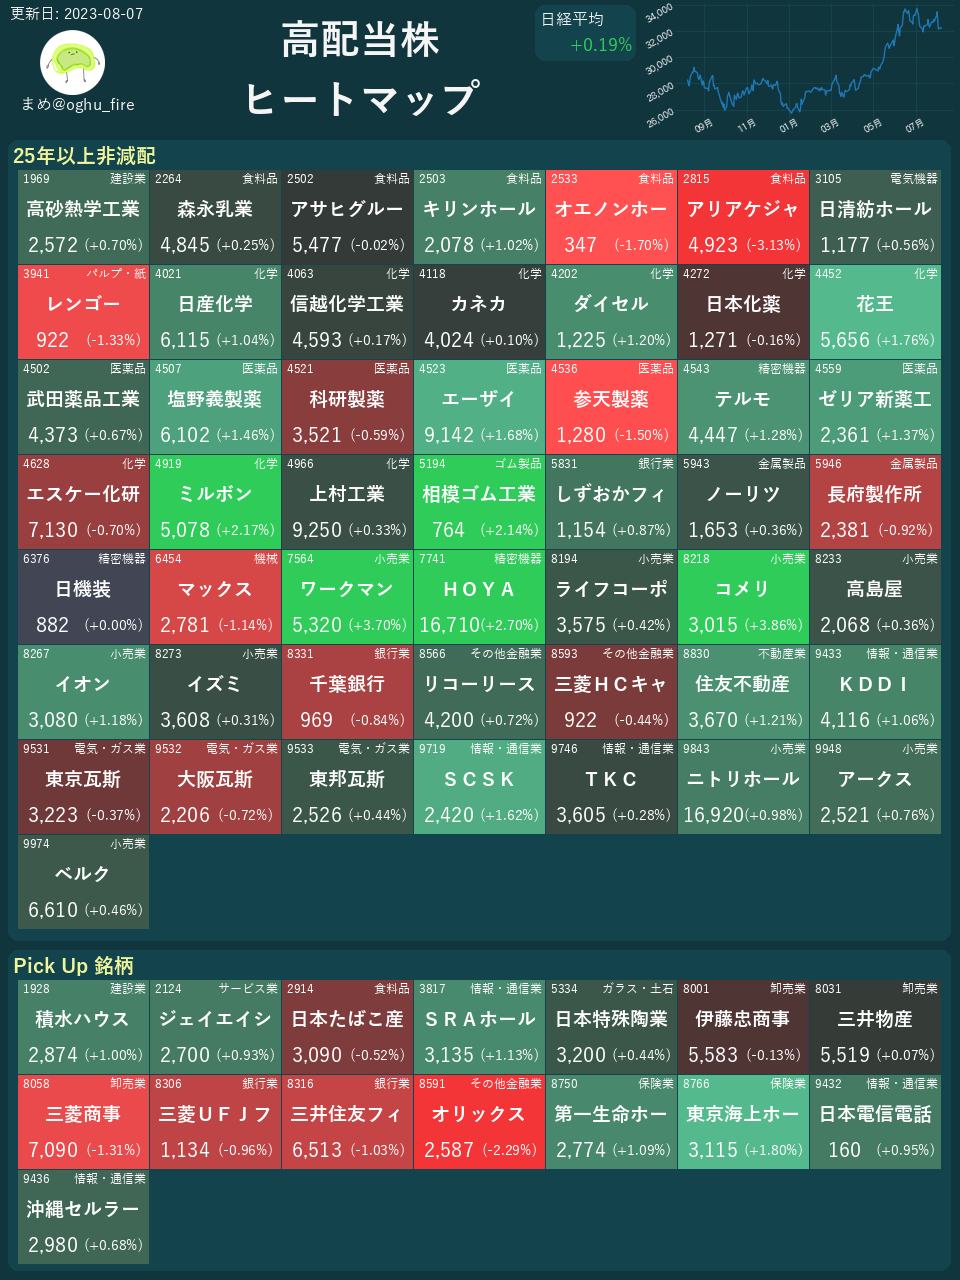 更新日: 2023-08-07
まめ@oghu_fire
高配当株
ヒートマップ
日経平均
+0.19%
34,000
32,000
30,000
28,000
26,000
09月 11月 01月 03月 05月 07月
25年以上非減配
1969 建設業 2264 食料品 2502 食料品 2503 食料品 2533 食料品 2815 食料品 3105 電気機器
高砂熱学工業 森永乳業 アサヒグルー キリンホール オエノンホー アリアケジャ 日清紡ホール
2,572 (+0.70%) 4,845 (+0.25%) 5,477 (-0.02%) 2,078 (+1.02%) 347 (-1.70%) 4,923 (-3.13%) 1,177 (+0.56%)
3941 パルプ・紙 4021 化学 4063 化学 4118 化学 4202 化学 4272 化学 4452 化学
レンゴー 日産化学 信越化学工業 カネカ ダイセル 日本化薬 花王
922 (-1.33%) 6,115 (+1.04%) 4,593 (+0.17%) 4,024 (+0.10%) 1,225 (+1.20%) 1,271 (-0.16%) 5,656 (+1.76%)
4502 医薬品 4507 医薬品 4521 医薬品 4523 医薬品 4536 医薬品 4543 精密機器 4559 医薬品
武田薬品工業 塩野義製薬 科研製薬 エーザイ 参天製薬 テルモ ゼリア新薬工
4,373 (+0.67%) 6,102 (+1.46%) 3,521 (-0.59%) 9,142 (+1.68%) 1,280 (-1.50%) 4,447 (+1.28%) 2,361 (+1.37%)
4628 化学 4919 化学 4966 化学 5194 ゴム製品 5831 銀行業 5943 金属製品 5946 金属製品
エスケー化研 ミルボン 上村工業 相模ゴム工業 しずおかフィ ノーリツ 長府製作所
7,130 (-0.70%) 5,078 (+2.17%) 9,250 (+0.33%) 764 (+2.14%) 1,154 (+0.87%) 1,653 (+0.36%) 2,381 (-0.92%)
6376 精密機器 6454 機械 7564 小売業 7741 精密機器 8194 小売業 8218 小売業 8233 小売業
日機装 マックス ワークマン ＨＯＹＡ ライフコーポ コメリ 高島屋
882 (+0.00%) 2,781 (-1.14%) 5,320 (+3.70%) 16,710(+2.70%) 3,575 (+0.42%) 3,015 (+3.86%) 2,068 (+0.36%)
8267 小売業 8273 小売業 8331 銀行業 8566 その他金融業 8593 その他金融業 8830 不動産業 9433 情報・通信業
イオン イズミ 千葉銀行 リコーリース 三菱ＨＣキャ 住友不動産 ＫＤＤＩ
3,080 (+1.18%) 3,608 (+0.31%) 969 (-0.84%) 4,200 (+0.72%) 922 (-0.44%) 3,670 (+1.21%) 4,116 (+1.06%)
9531 電気・ガス業 9532 電気・ガス業 9533 電気・ガス業 9719 情報・通信業 9746 情報・通信業 9843 小売業 9948 小売業
東京瓦斯 大阪瓦斯 東邦瓦斯 ＳＣＳＫ ＴＫＣ ニトリホール アークス
3,223 (-0.37%) 2,206 (-0.72%) 2,526 (+0.44%) 2,420 (+1.62%) 3,605 (+0.28%) 16,920(+0.98%) 2,521 (+0.76%)
9974 小売業
ベルク
6,610 (+0.46%)
Pick Up 銘柄
1928 建設業 2124 サービス業 2914 食料品 3817 情報・通信業 5334 ガラス・土石 8001 卸売業 8031 卸売業
積水ハウス ジェイエイシ 日本たばこ産 ＳＲＡホール 日本特殊陶業 伊藤忠商事 三井物産
2,874 (+1.00%) 2,700 (+0.93%) 3,090 (-0.52%) 3,135 (+1.13%) 3,200 (+0.44%) 5,583 (-0.13%) 5,519 (+0.07%)
8058 卸売業 8306 銀行業 8316 銀行業 8591 その他金融業 8750 保険業 8766 保険業 9432 情報・通信業
三菱商事 三菱ＵＦＪフ 三井住友フィ オリックス 第一生命ホー 東京海上ホー 日本電信電話
7,090 (-1.31%) 1,134 (-0.96%) 6,513 (-1.03%) 2,587 (-2.29%) 2,774 (+1.09%) 3,115 (+1.80%) 160 (+0.95%)
9436 情報・通信業
沖縄セルラー
2,980 (+0.68%)